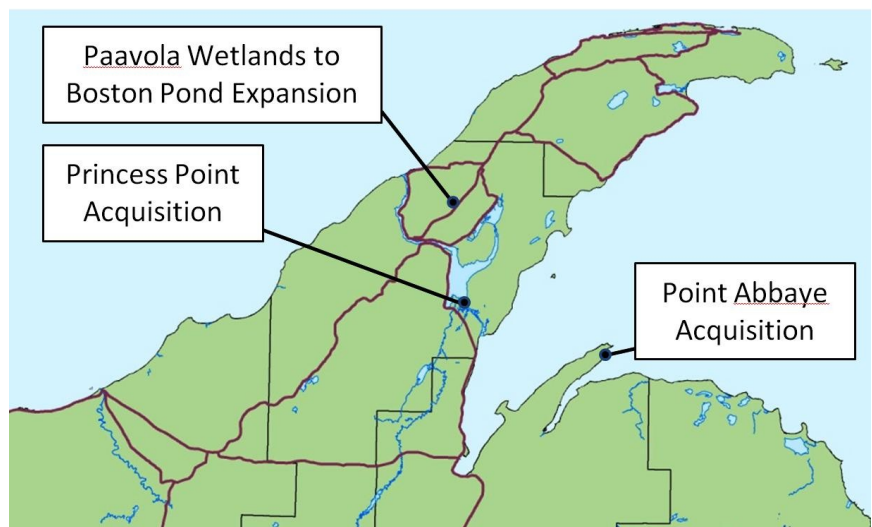 Paavola Wetlands to
Boston Pond Expansion
Princess Point
Acquisition
Point Abbaye
Acquisition